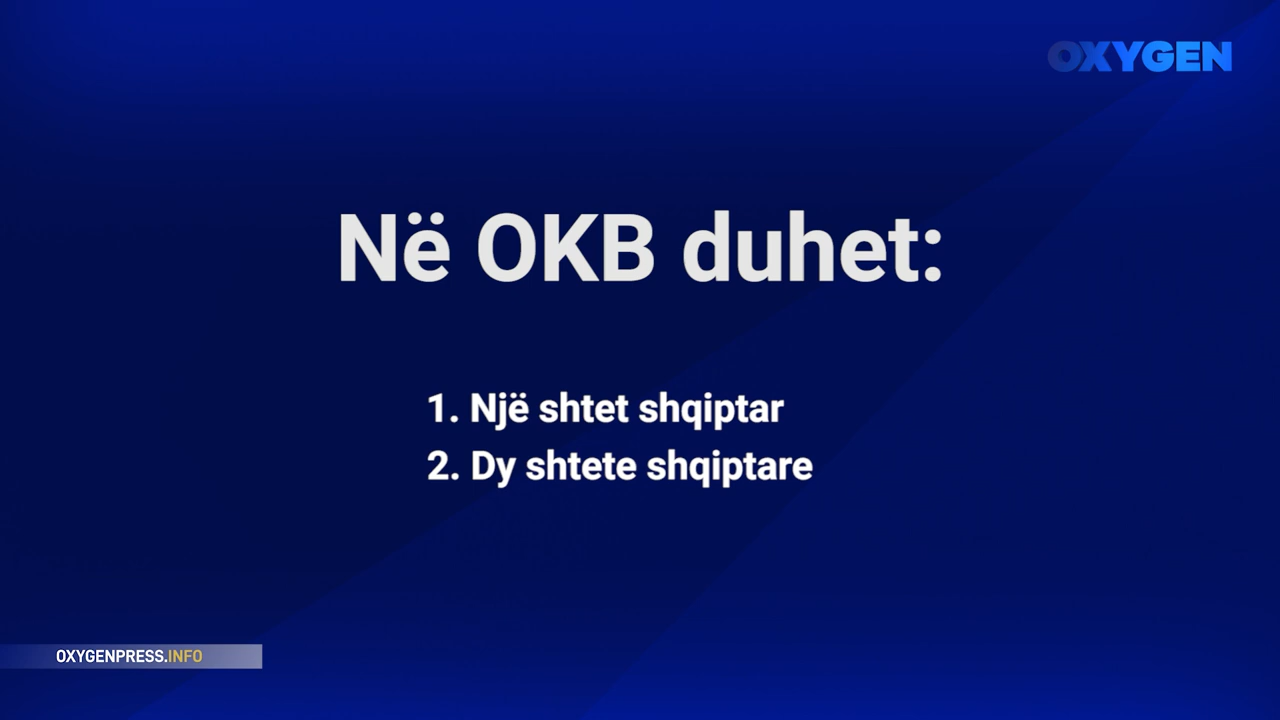 OXYGEN
Në OKB duhet:
1. Një shtet shqiptar
2. Dy shtete shqiptare
OXYGENPRESS.INFO